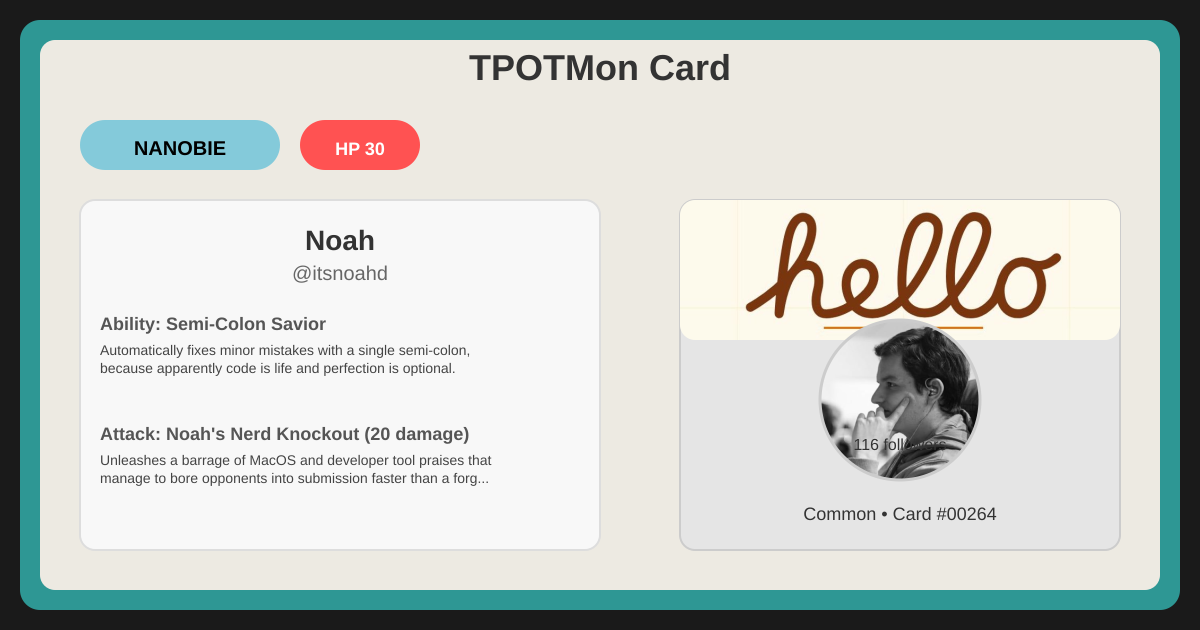 TPOTMon Card
NANOBIE
HP 30
Noah
@itsnoahd
Ability: Semi-Colon Savior
Automatically fixes minor mistakes with a single semi-colon,
because apparently code is life and perfection is optional.
Attack: Noah's Nerd Knockout (20 damage)
Unleashes a barrage of MacOS and developer tool praises that
manage to bore opponents into submission faster than a forg...
hello
116 followers
Common • Card #00264